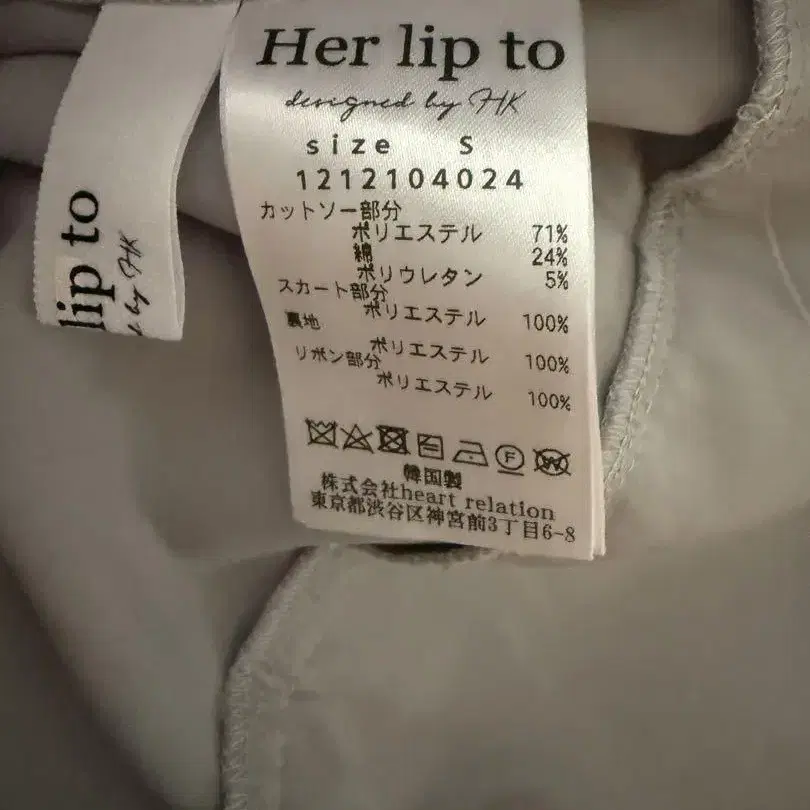 Her lip to
designed by HK
size S
1212104024
カットソー部分
ポリエステル 71%
綿 24%
ポリウレタン 5%
スカート部分
ポリエステル 100%
裏地
ポリエステル 100%
リボン部分
ポリエステル 100%
F
W
韓国製
株式会社heart relation
東京都渋谷区神宮前3丁目6-8
lip to
by HK